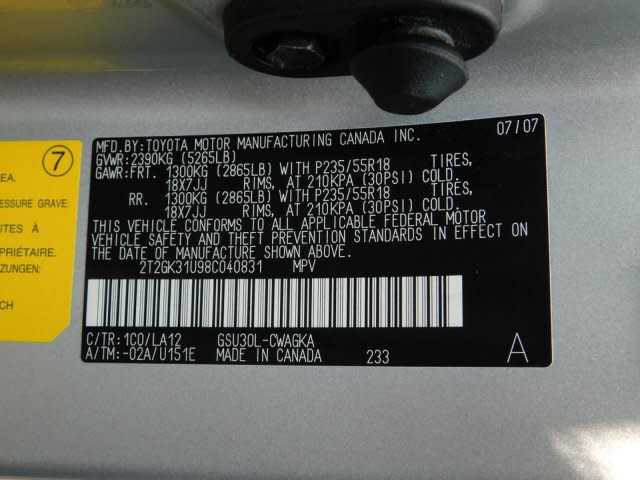 7
EA.
ESSURE GRAVE
UTES À
OPRIÉTAIRE.
ZUNGEN:
CH
MFD.BY:TOYOTA MOTOR MANUFACTURING CANADA INC. 07/07
GVWR:2390KG (5265LB)
GAWR:FRT. 1300KG (2865LB) WITH P235/55R18 TIRES,
18X7JJ RIMS, AT 210KPA (30PSI) COLD.
RR. 1300KG (2865LB) WITH P235/55R18 TIRES,
18X7JJ RIMS, AT 210KPA (30PSI) COLD.
THIS VEHICLE CONFORMS TO ALL APPLICABLE FEDERAL MOTOR
VEHICLE SAFETY AND THEFT PREVENTION STANDARDS IN EFFECT ON
THE DATE OF MANUFACTURE SHOWN ABOVE.
2T2GK31U98C040831 MPV
C/TR:1C0/LA12 GSU30L-CWAGKA
A/TM:-02A/U151E MADE IN CANADA 233 A